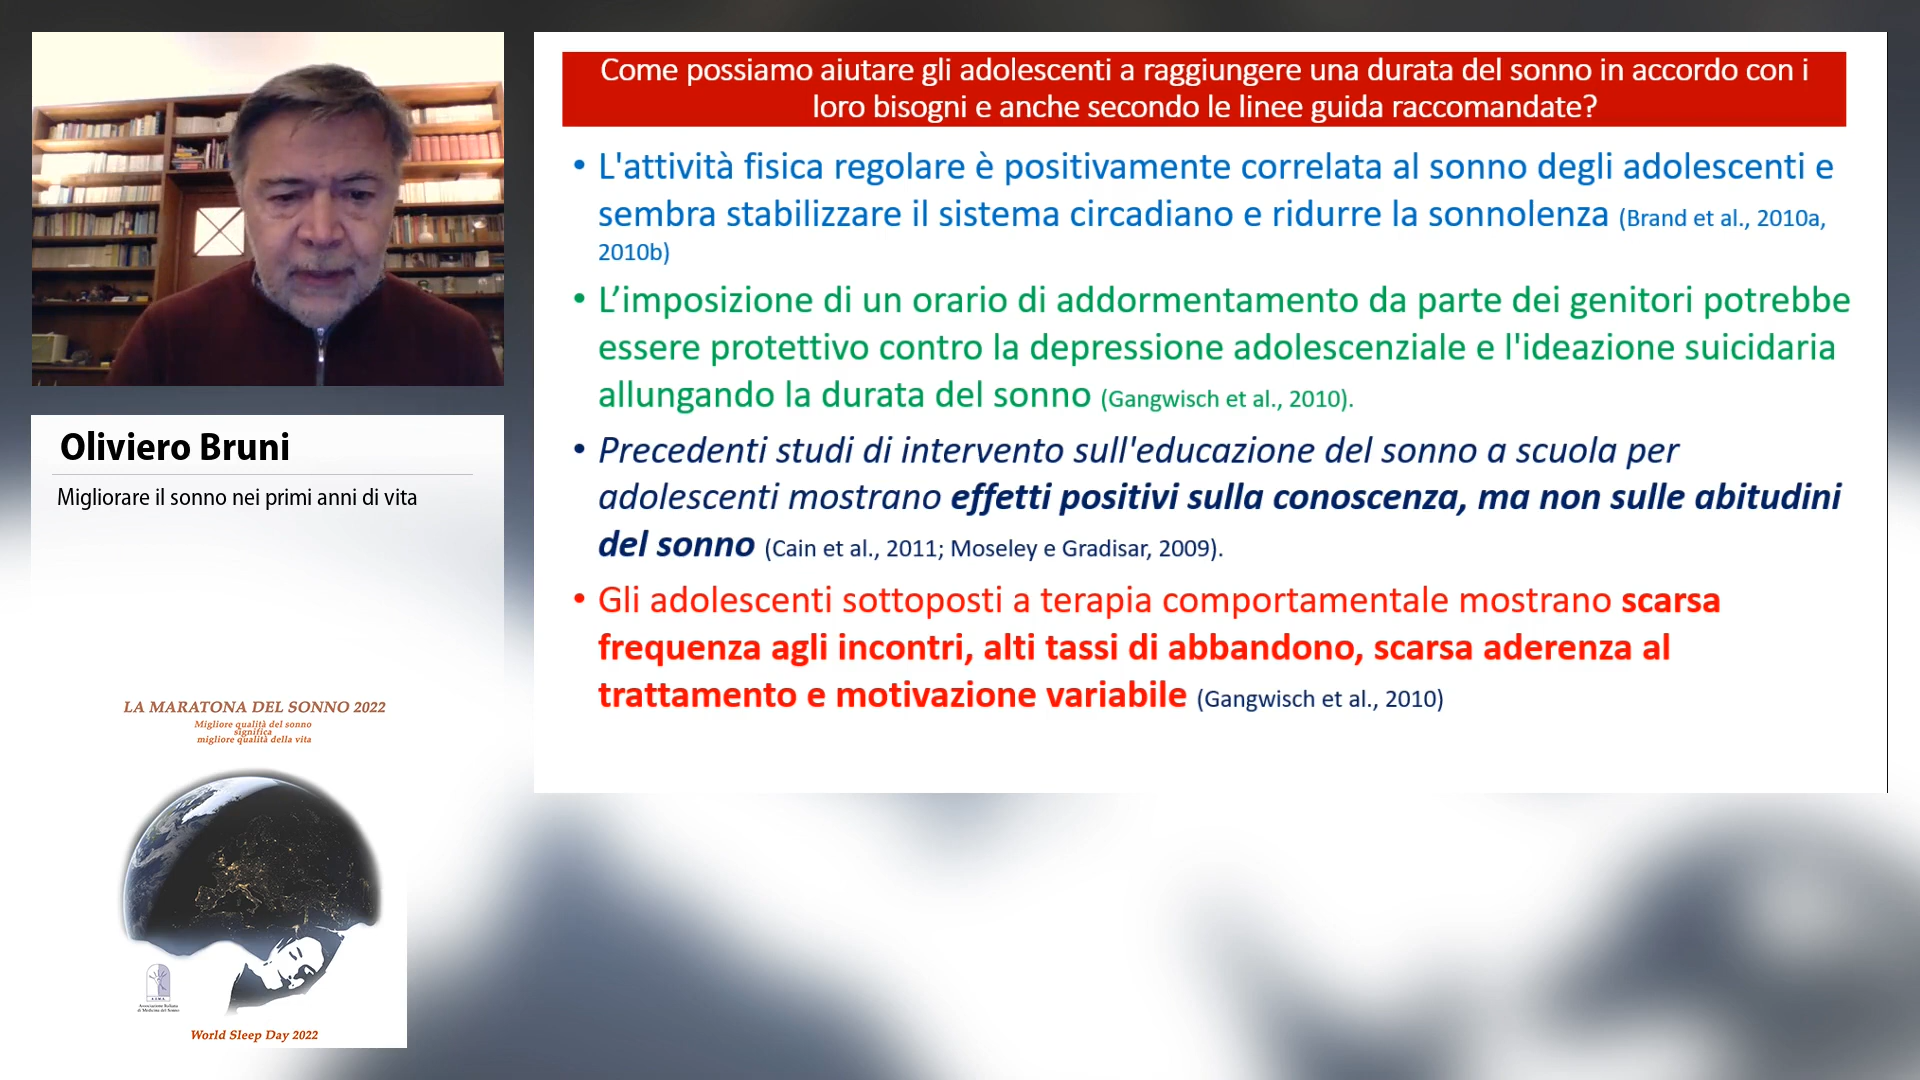 Come possiamo aiutare gli adolescenti a raggiungere una durata del sonno in accordo con i
loro bisogni e anche secondo le linee guida raccomandate?
• L'attività fisica regolare è positivamente correlata al sonno degli adolescenti e
sembra stabilizzare il sistema circadiano e ridurre la sonnolenza (Brand et al., 2010a,
2010b)
• L’imposizione di un orario di addormentamento da parte dei genitori potrebbe
essere protettivo contro la depressione adolescenziale e l'ideazione suicidaria
allungando la durata del sonno (Gangwisch et al., 2010).
• Precedenti studi di intervento sull'educazione del sonno a scuola per
adolescenti mostrano effetti positivi sulla conoscenza, ma non sulle abitudini
del sonno (Cain et al., 2011; Moseley e Gradisar, 2009).
• Gli adolescenti sottoposti a terapia comportamentale mostrano scarsa
frequenza agli incontri, alti tassi di abbandono, scarsa aderenza al
trattamento e motivazione variabile (Gangwisch et al., 2010)
Oliviero Bruni
Migliorare il sonno nei primi anni di vita
LA MARATONA DEL SONNO 2022
Migliore qualità del sonno
significa
migliore qualità della vita
Associazione Italiana
di Medicina del Sonno
World Sleep Day 2022